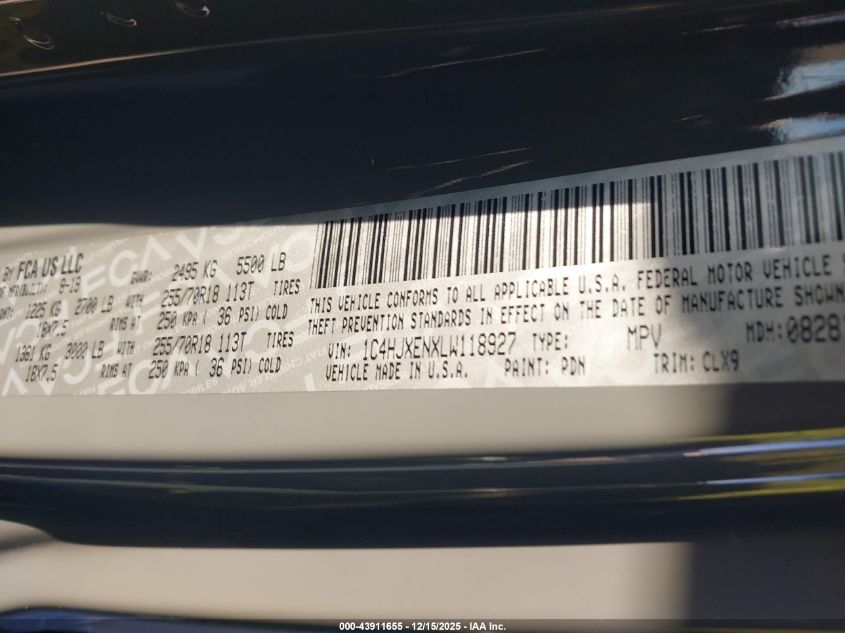 BY FCA US LLC
9-19 GVWR: 2495 KG 5500 LB
1225 KG 2700 LB WITH 255/70R18 113T TIRES
18X7.5 RIMS AT 250 KPA ( 36 PSI) COLD
1361 KG 3000 LB WITH 255/70R18 113T TIRES
18X7.5 RIMS AT 250 KPA ( 36 PSI) COLD
THIS VEHICLE CONFORMS TO ALL APPLICABLE U.S.A. FEDERAL MOTOR VEHICLE
THEFT PREVENTION STANDARDS IN EFFECT ON THE DATE OF MANUFACTURE SHOWN
VIN: 1C4HJXENXLW118927 TYPE: MPV MDH: 0828
VEHICLE MADE IN U.S.A. PAINT: PDN TRIM: CLX9
000-43911655 - 12/15/2025 - IAA Inc.